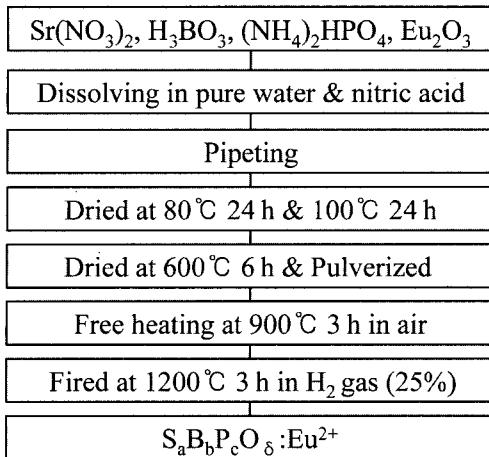 Sr(NO₃)₂, H₃BO₃, (NH₄)₂HPO₄, Eu₂O₃
Dissolving in pure water & nitric acid
Pipeting
Dried at 80℃ 24 h & 100℃ 24 h
Dried at 600℃ 6 h & Pulverized
Free heating at 900℃ 3 h in air
Fired at 1200℃ 3 h in H₂ gas (25%)
SₐBbPcOδ:Eu²⁺